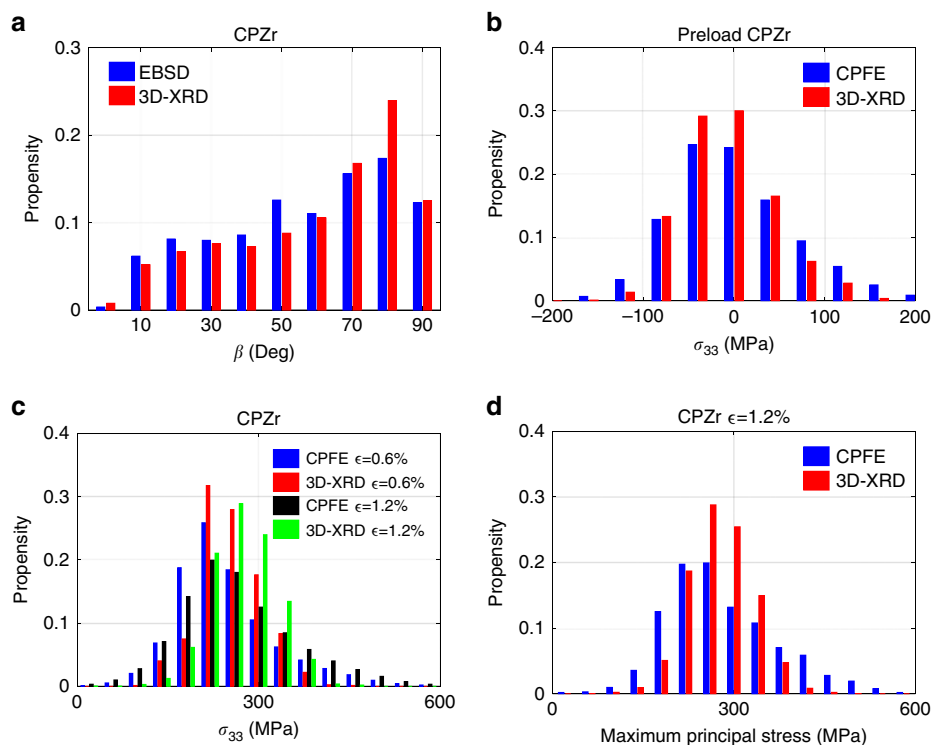 a
CPZr
0.3
0.2
0.1
0
Propensity
EBSD
3D-XRD
10
30
50
70
90
β (Deg)
b
Preload CPZr
0.4
0.3
0.2
0.1
0
Propensity
CPFE
3D-XRD
–200
–100
0
100
200
σ33 (MPa)
c
CPZr
0.4
0.3
0.2
0.1
0
Propensity
CPFE ϵ=0.6%
3D-XRD ϵ=0.6%
CPFE ϵ=1.2%
3D-XRD ϵ=1.2%
0
300
600
σ33 (MPa)
d
CPZr ϵ=1.2%
0.4
0.3
0.2
0.1
0
Propensity
CPFE
3D-XRD
0
300
600
Maximum principal stress (MPa)